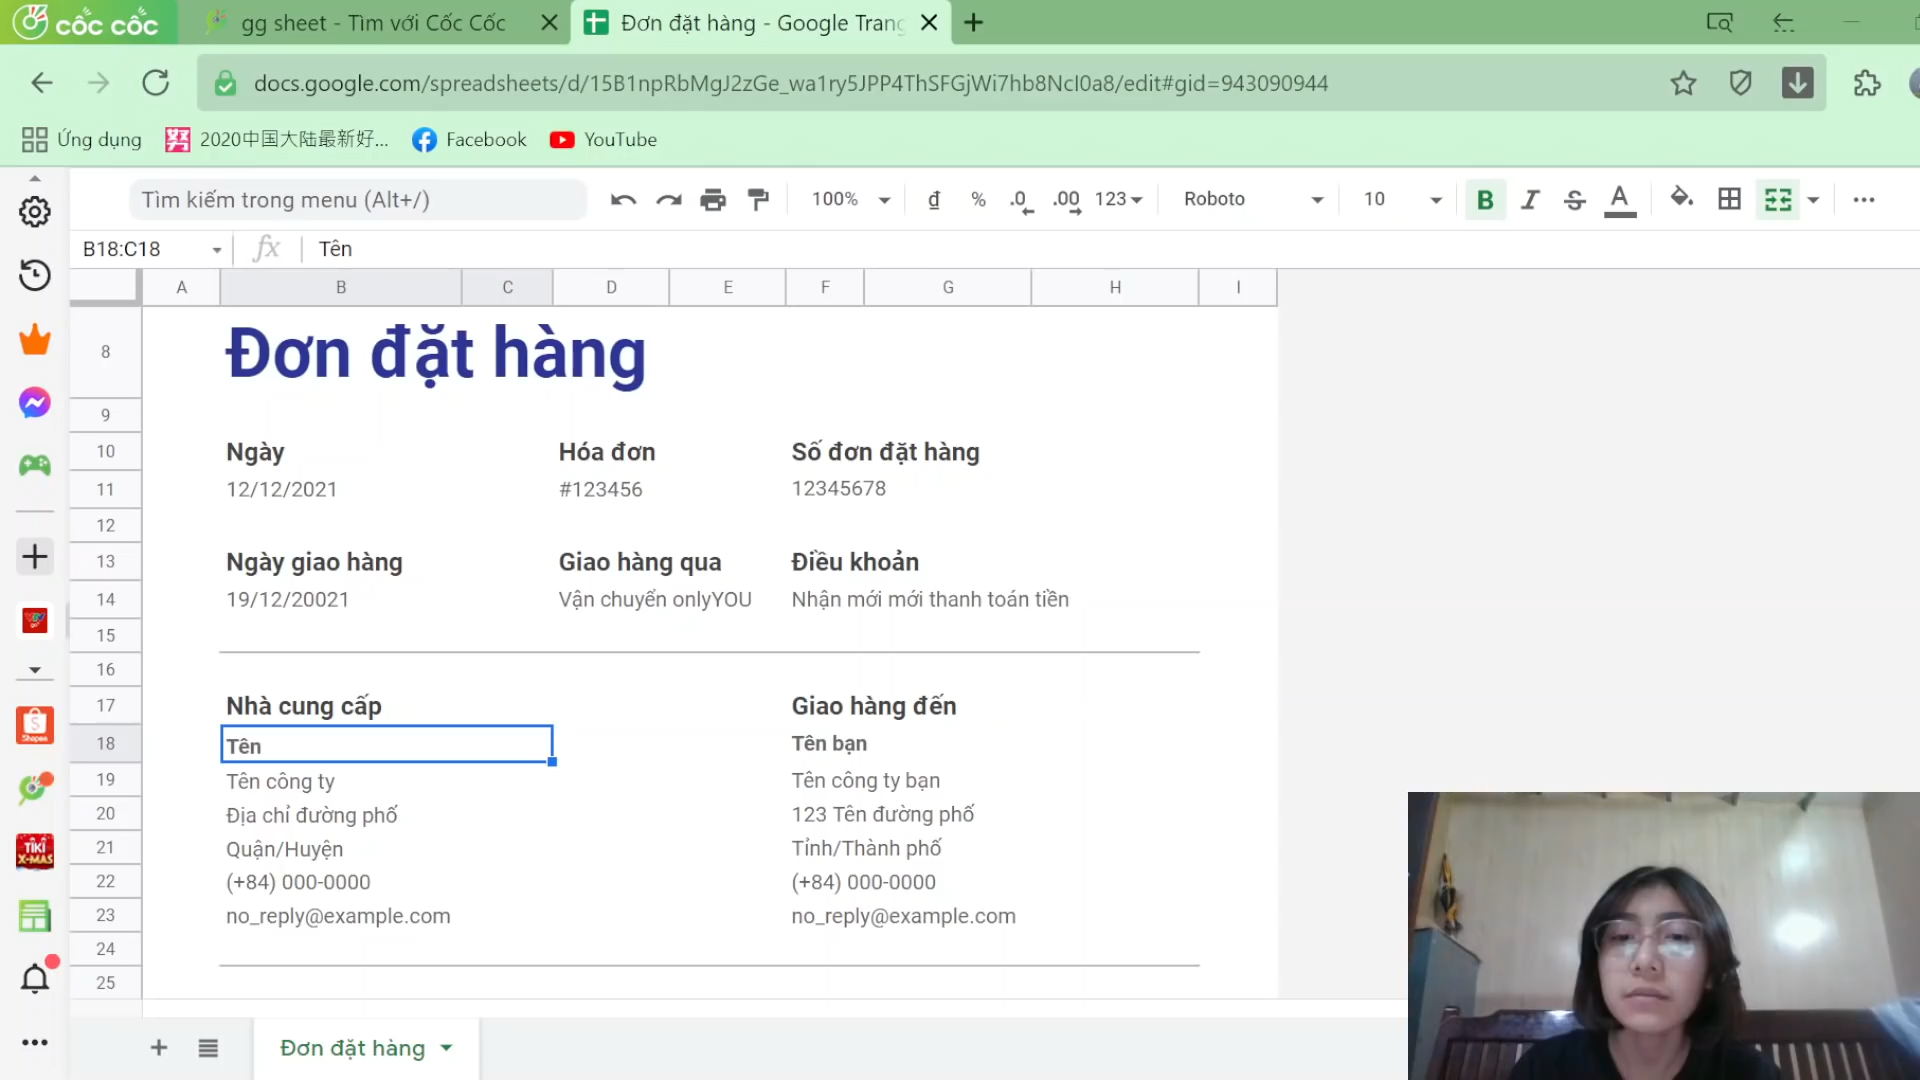 cốc cốc
gg sheet - Tìm với Cốc Cốc
Đơn đặt hàng - Google Trang
docs.google.com/spreadsheets/d/15B1npRbMgJ2zGe_wa1ry5JPP4ThSFGjWi7hb8NcI0a8/edit#gid=943090944
Ứng dụng
2020中国大陆最新好...
Facebook
YouTube
Tìm kiếm trong menu (Alt+/)
100%
đ
%
.0
.00
123
Roboto
10
B
I
S
A
B18:C18
fx
Tên
A B C D E F G H I
8 Đơn đặt hàng
9
10 Ngày Hóa đơn Số đơn đặt hàng
11 12/12/2021 #123456 12345678
12
13 Ngày giao hàng Giao hàng qua Điều khoản
14 19/12/20021 Vận chuyển onlyYOU Nhận mới mới thanh toán tiền
15
16
17 Nhà cung cấp Giao hàng đến
18 Tên Tên bạn
19 Tên công ty Tên công ty bạn
20 Địa chỉ đường phố 123 Tên đường phố
21 Quận/Huyện Tỉnh/Thành phố
22 (+84) 000-0000 (+84) 000-0000
23 no_reply@example.com no_reply@example.com
24
25
Shopee
TIKI
X-MAS
Đơn đặt hàng